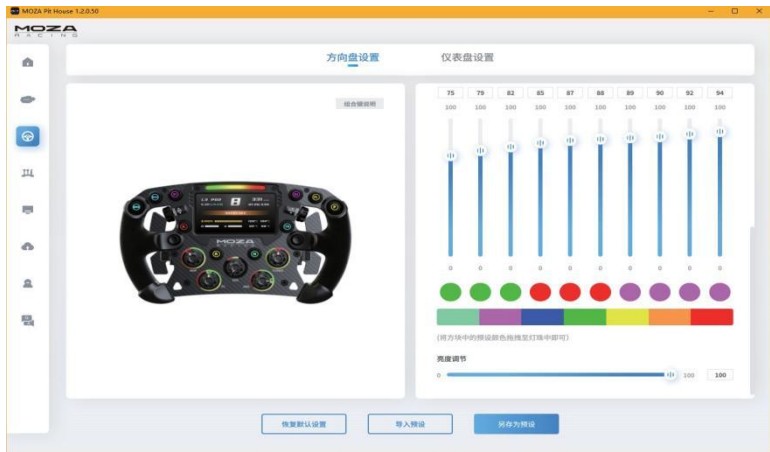 MOZA Pit House 1.2.0.50
MOZA
RACING
方向盘设置 仪表盘设置
组合键说明
75 79 82 85 87 88 89 90 92 94
100 100 100 100 100 100 100 100 100 100
MOZA
0 0 0 0 0 0 0 0 0 0
(将方块中的预设颜色拖拽至灯珠中即可)
亮度调节
0 100 100
恢复默认设置 导入预设 另存为预设